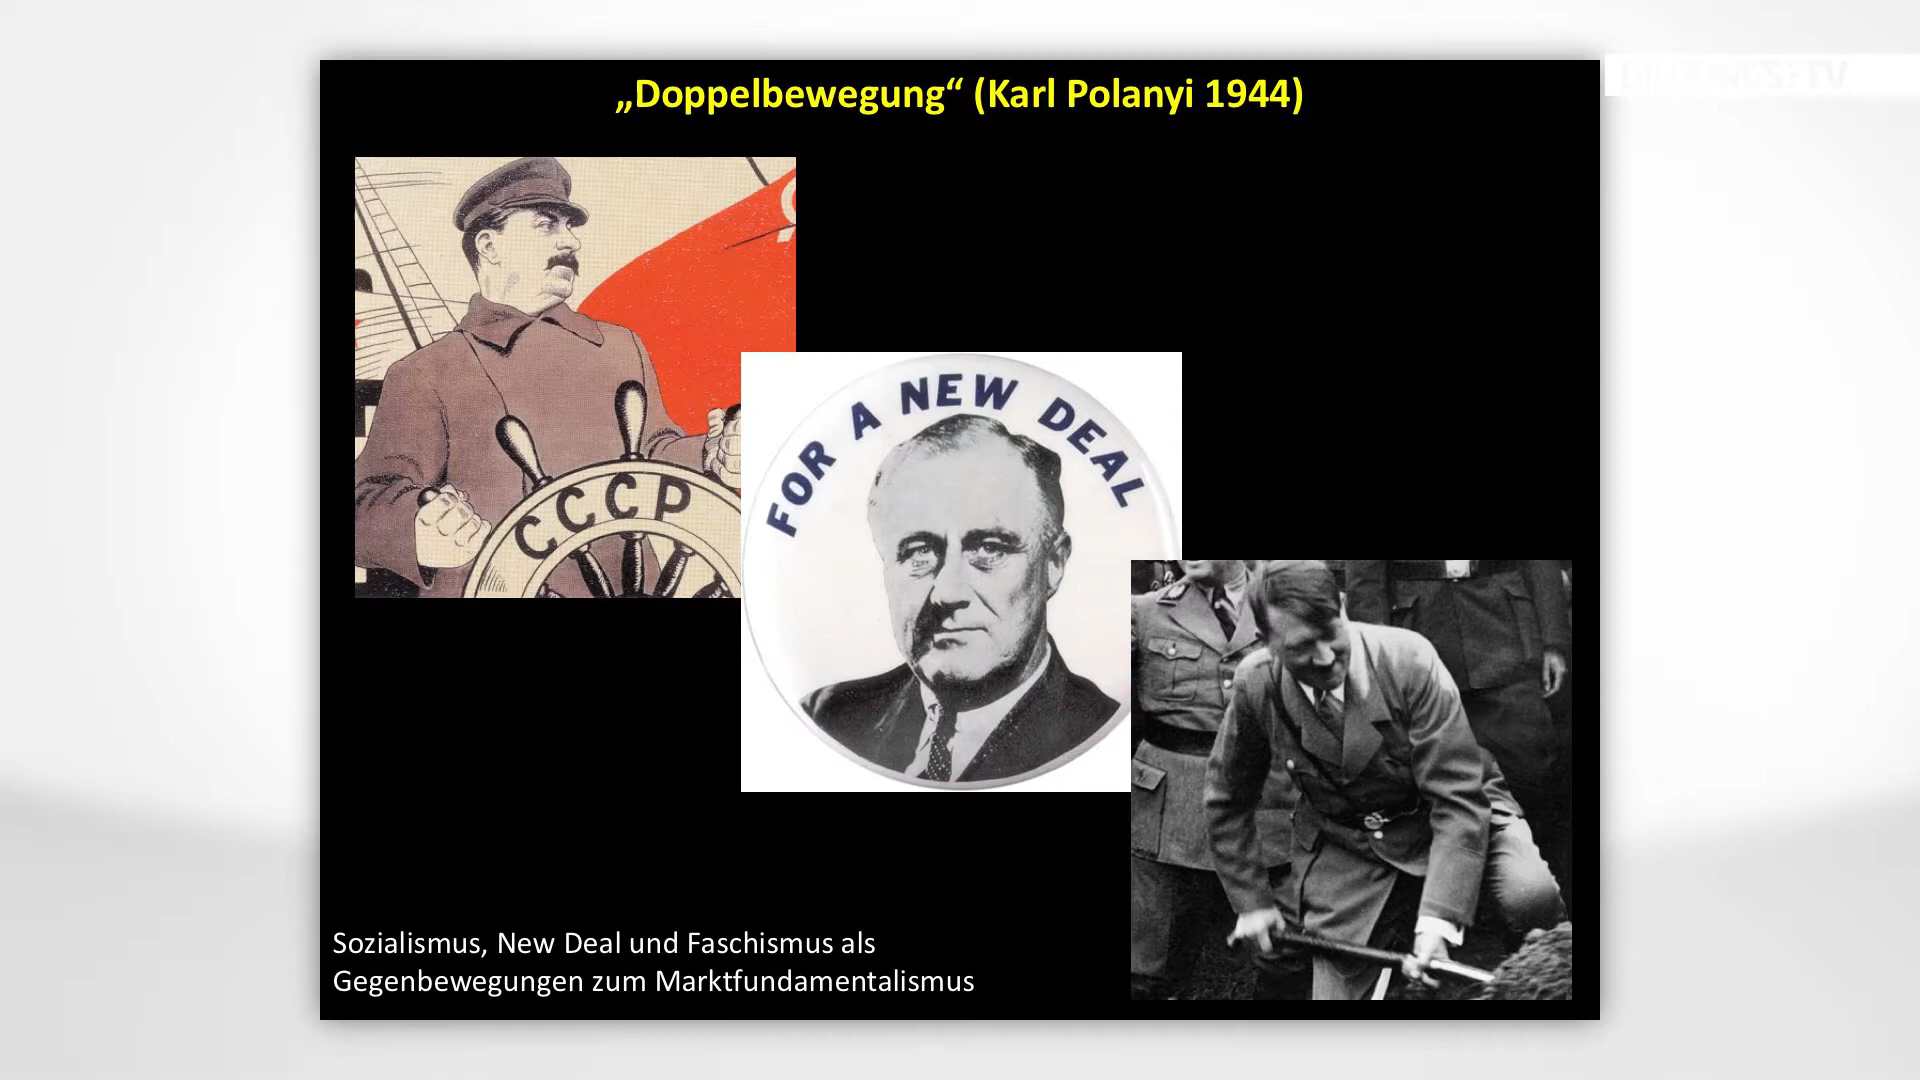 „Doppelbewegung“ (Karl Polanyi 1944)
FOR A NEW DEAL
CCCP
Sozialismus, New Deal und Faschismus als
Gegenbewegungen zum Marktfundamentalismus